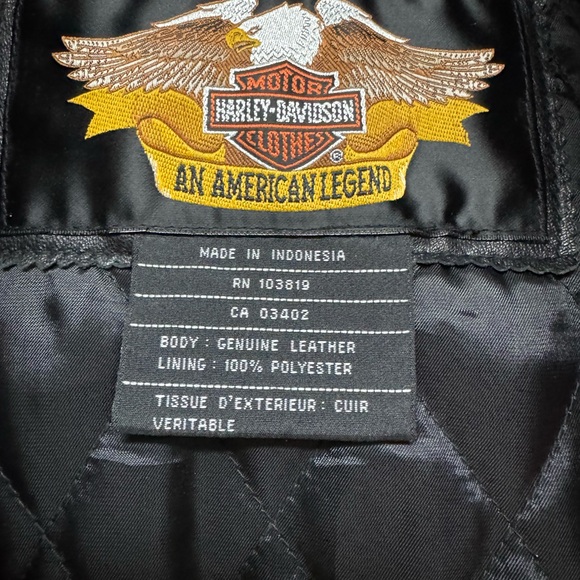 MOTOR
HARLEY-DAVIDSON
CLOTHES
®
AN AMERICAN LEGEND
MADE IN INDONESIA
RN 103819
CA 03402
BODY : GENUINE LEATHER
LINING : 100% POLYESTER
TISSUE D'EXTERIEUR : CUIR
VERITABLE